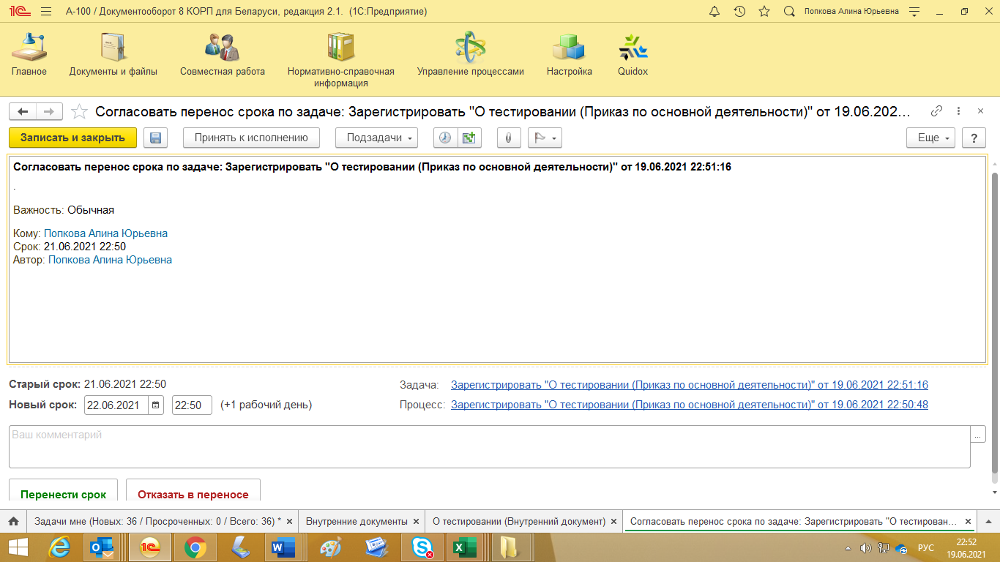 А-100 / Документооборот 8 КОРП для Беларуси, редакция 2.1. (1С:Предприятие)
Попкова Алина Юрьевна
Главное
Документы и файлы
Совместная работа
Нормативно-справочная
информация
Управление процессами
Настройка
Quidox
Согласовать перенос срока по задаче: Зарегистрировать "О тестировании (Приказ по основной деятельности)" от 19.06.202...
Записать и закрыть
Принять к исполнению
Подзадачи
Еще
?
Согласовать перенос срока по задаче: Зарегистрировать "О тестировании (Приказ по основной деятельности)" от 19.06.2021 22:51:16
.
Важность: Обычная
Кому: Попкова Алина Юрьевна
Срок: 21.06.2021 22:50
Автор: Попкова Алина Юрьевна
Старый срок: 21.06.2021 22:50
Задача: Зарегистрировать "О тестировании (Приказ по основной деятельности)" от 19.06.2021 22:51:16
Новый срок: 22.06.2021 22:50 (+1 рабочий день)
Процесс: Зарегистрировать "О тестировании (Приказ по основной деятельности)" от 19.06.2021 22:50:48
Ваш комментарий
...
Перенести срок
Отказать в переносе
Задачи мне (Новых: 36 / Просроченных: 0 / Всего: 36) *
Внутренние документы
О тестировании (Внутренний документ)
Согласовать перенос срока по задаче: Зарегистрировать "О тестирован...
РУС
22:52
19.06.2021